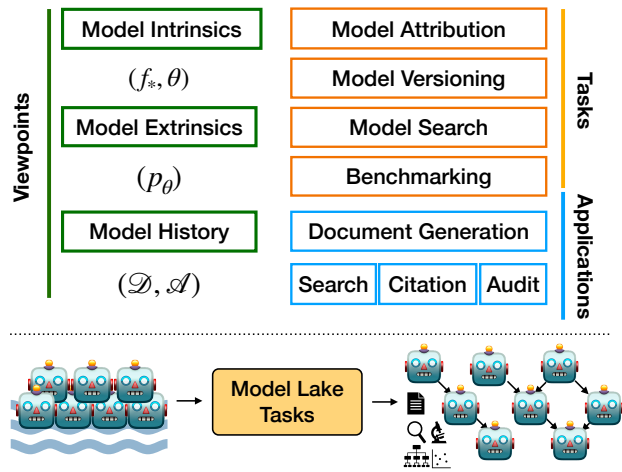 Viewpoints
Model Intrinsics
(f*, θ)
Model Extrinsics
(pθ)
Model History
(𝒟, 𝒜)
Model Attribution
Model Versioning
Model Search
Benchmarking
Tasks
Document Generation
Search
Citation
Audit
Applications
Model Lake
Tasks